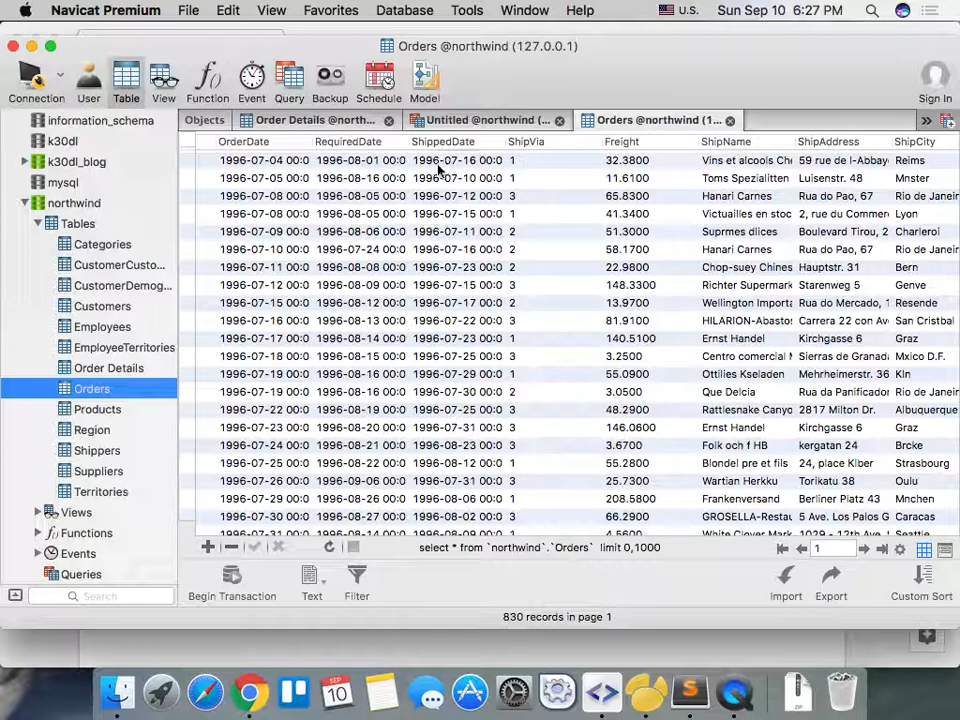 Navicat Premium File Edit View Favorites Database Tools Window Help U.S. Sun Sep 10 6:27 PM
Orders @northwind (127.0.0.1)
Connection User Table View Function Event Query Backup Schedule Model Sign In
Objects Order Details @northw... Untitled @northwind (... Orders @northwind (1... »
information_schema
k30dl
k30dl_blog
mysql
northwind
Tables
Categories
CustomerCusto...
CustomerDemog...
Customers
Employees
EmployeeTerritories
Order Details
Orders
Products
Region
Shippers
Suppliers
Territories
Views
Functions
Events
Queries
Search
OrderDate RequiredDate ShippedDate ShipVia Freight ShipName ShipAddress ShipCity
1996-07-04 00:0 1996-08-01 00:0 1996-07-16 00:0 1 32.3800 Vins et alcools Che 59 rue de l-Abbay Reims
1996-07-05 00:0 1996-08-16 00:0 1996-07-10 00:0 1 11.6100 Toms Spezialitten Luisenstr. 48 Mnster
1996-07-08 00:0 1996-08-05 00:0 1996-07-12 00:0 3 65.8300 Hanari Carnes Rua do Pao, 67 Rio de Janeir
1996-07-08 00:0 1996-08-05 00:0 1996-07-15 00:0 1 41.3400 Victuailles en stoc 2, rue du Comme Lyon
1996-07-09 00:0 1996-08-06 00:0 1996-07-11 00:0 2 51.3000 Suprmes dlices Boulevard Tirou, 2 Charleroi
1996-07-10 00:0 1996-07-24 00:0 1996-07-16 00:0 2 58.1700 Hanari Carnes Rua do Pao, 67 Rio de Janeir
1996-07-11 00:0 1996-08-08 00:0 1996-07-23 00:0 2 22.9800 Chop-suey Chines Hauptstr. 31 Bern
1996-07-12 00:0 1996-08-09 00:0 1996-07-15 00:0 3 148.3300 Richter Supermark Starenweg 5 Genve
1996-07-15 00:0 1996-08-12 00:0 1996-07-17 00:0 2 13.9700 Wellington Importa Rua do Mercado, 1 Resende
1996-07-16 00:0 1996-08-13 00:0 1996-07-22 00:0 3 81.9100 HILARION-Abastos Carrera 22 con Av San Cristbal
1996-07-17 00:0 1996-08-14 00:0 1996-07-23 00:0 1 140.5100 Ernst Handel Kirchgasse 6 Graz
1996-07-18 00:0 1996-08-15 00:0 1996-07-25 00:0 3 3.2500 Centro comercial Sierras de Granada Mxico D.F.
1996-07-19 00:0 1996-08-16 00:0 1996-07-29 00:0 1 55.0900 Ottilies Kseladen Mehrheimerstr. 36 Kln
1996-07-19 00:0 1996-08-16 00:0 1996-07-30 00:0 2 3.0500 Que Delcia Rua da Panificador Rio de Janeir
1996-07-22 00:0 1996-08-19 00:0 1996-07-25 00:0 3 48.2900 Rattlesnake Canyo 2817 Milton Dr. Albuquerque
1996-07-23 00:0 1996-08-20 00:0 1996-07-31 00:0 3 146.0600 Ernst Handel Kirchgasse 6 Graz
1996-07-24 00:0 1996-08-21 00:0 1996-08-23 00:0 3 3.6700 Folk och f HB kergatan 24 Brcke
1996-07-25 00:0 1996-08-22 00:0 1996-08-12 00:0 1 55.2800 Blondel pre et fils 24, place Klber Strasbourg
1996-07-26 00:0 1996-09-06 00:0 1996-07-31 00:0 3 25.7300 Wartian Herkku Torikatu 38 Oulu
1996-07-29 00:0 1996-08-26 00:0 1996-08-06 00:0 1 208.5800 Frankenversand Berliner Platz 43 Mnchen
1996-07-30 00:0 1996-08-27 00:0 1996-08-02 00:0 3 66.2900 GROSELLA-Restau 5 Ave. Los Palos G Caracas
select * from `northwind`.`Orders` limit 0,1000 1
Begin Transaction Text Filter Import Export Custom Sort
830 records in page 1
SEP
10